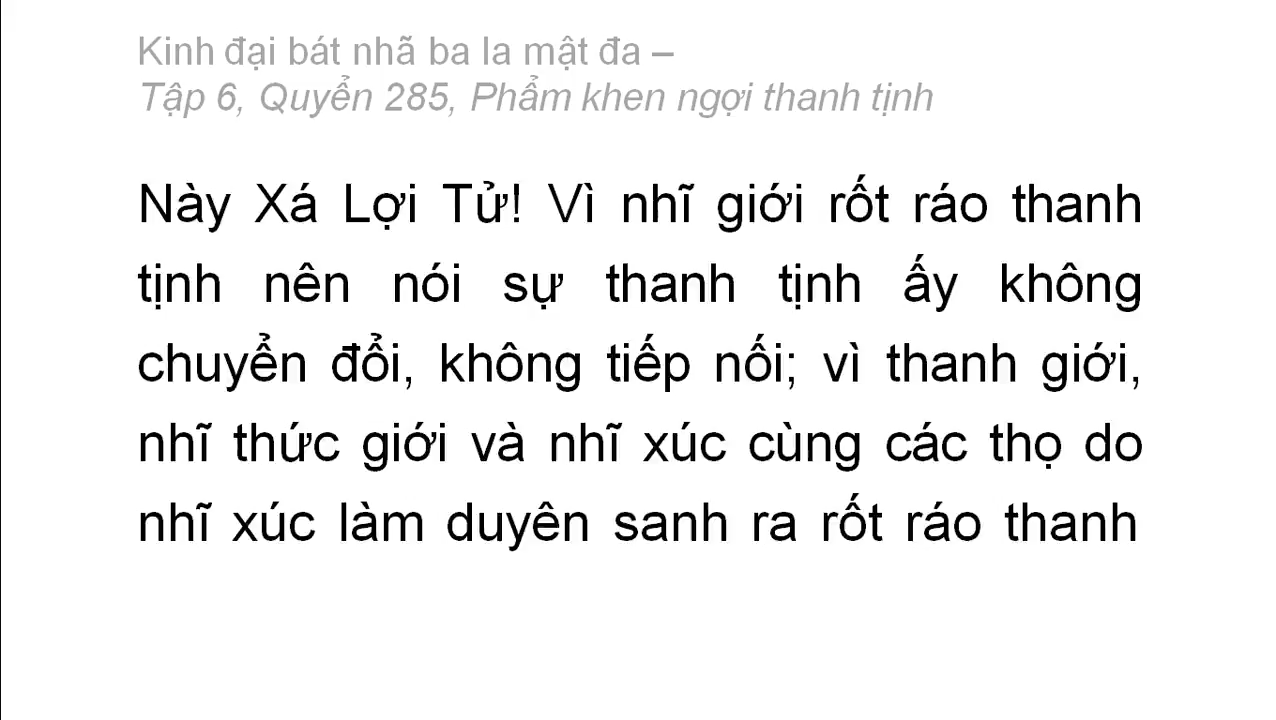 Kinh đại bát nhã ba la mật đa –
Tập 6, Quyển 285, Phẩm khen ngợi thanh tịnh
Này Xá Lợi Tử! Vì nhĩ giới rốt ráo thanh
tịnh nên nói sự thanh tịnh ấy không
chuyển đổi, không tiếp nối; vì thanh giới,
nhĩ thức giới và nhĩ xúc cùng các thọ do
nhĩ xúc làm duyên sanh ra rốt ráo thanh